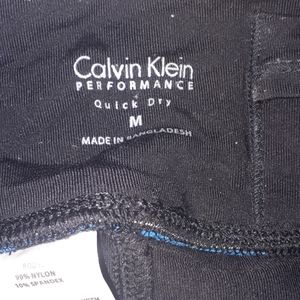 Calvin Klein
PERFORMANCE
Quick Dry
M
MADE IN BANGLADESH
90% NYLON
10% SPANDEX